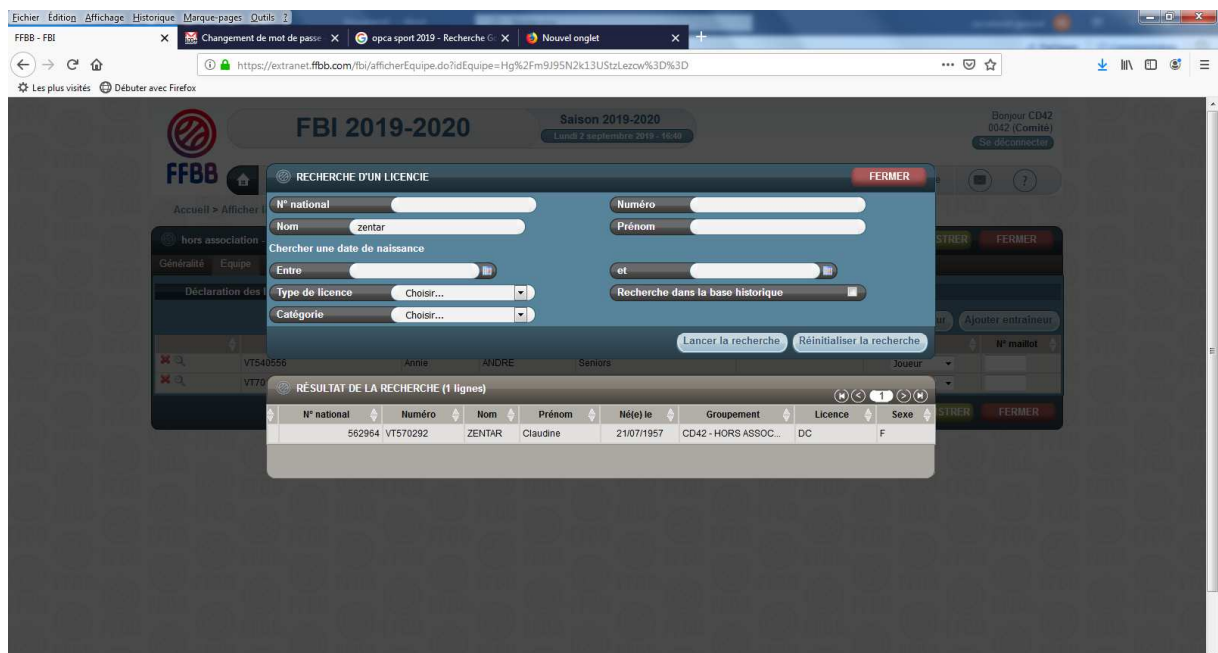 Fichier Édition Affichage Historique Marque-pages Outils ?
FFBB - FBI
Changement de mot de passe
opca sport 2019 - Recherche Go
Nouvel onglet
https://extranet.ffbb.com/fbi/afficherEquipe.do?idEquipe=Hg%2Fm9J95N2k13UStzLezcw%3D%3D
Les plus visités Débuter avec Firefox
FBI 2019-2020
Saison 2019-2020
Lundi 2 septembre 2019 - 16:40
Bonjour CD42
0042 (Comité)
Se déconnecter
FFBB
?
RECHERCHE D'UN LICENCIE
FERMER
Accueil > Afficher
N° national
Numéro
Nom zentar
Prénom
hors association -
STRER FERMER
Chercher une date de naissance
Généralité Equipe
Entre
et
Déclaration des
Type de licence Choisir...
Recherche dans la base historique
Catégorie Choisir...
Ajouter entraîneur
Lancer la recherche Réinitialiser la recherche
N° maillot
VT540556 Annie ANDRE Seniors Joueur
VT70
RÉSULTAT DE LA RECHERCHE (1 lignes)
1
N° national Numéro Nom Prénom Né(e) le Groupement Licence Sexe
STRER FERMER
562964 VT570292 ZENTAR Claudine 21/07/1957 CD42 - HORS ASSOC... DC F